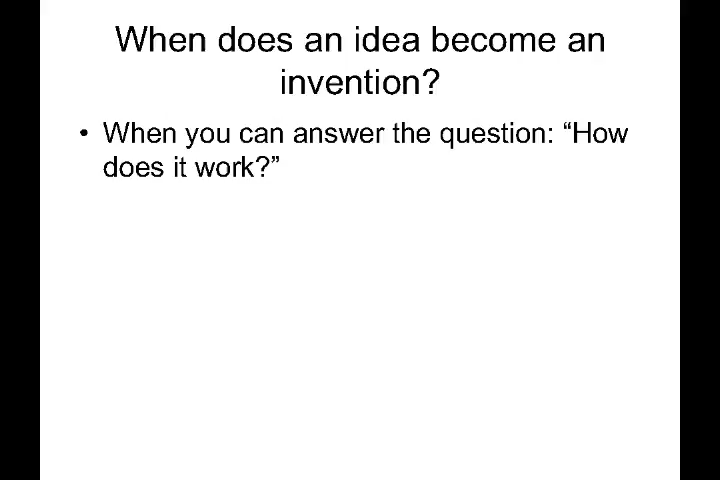 When does an idea become an
invention?
• When you can answer the question: “How
does it work?”